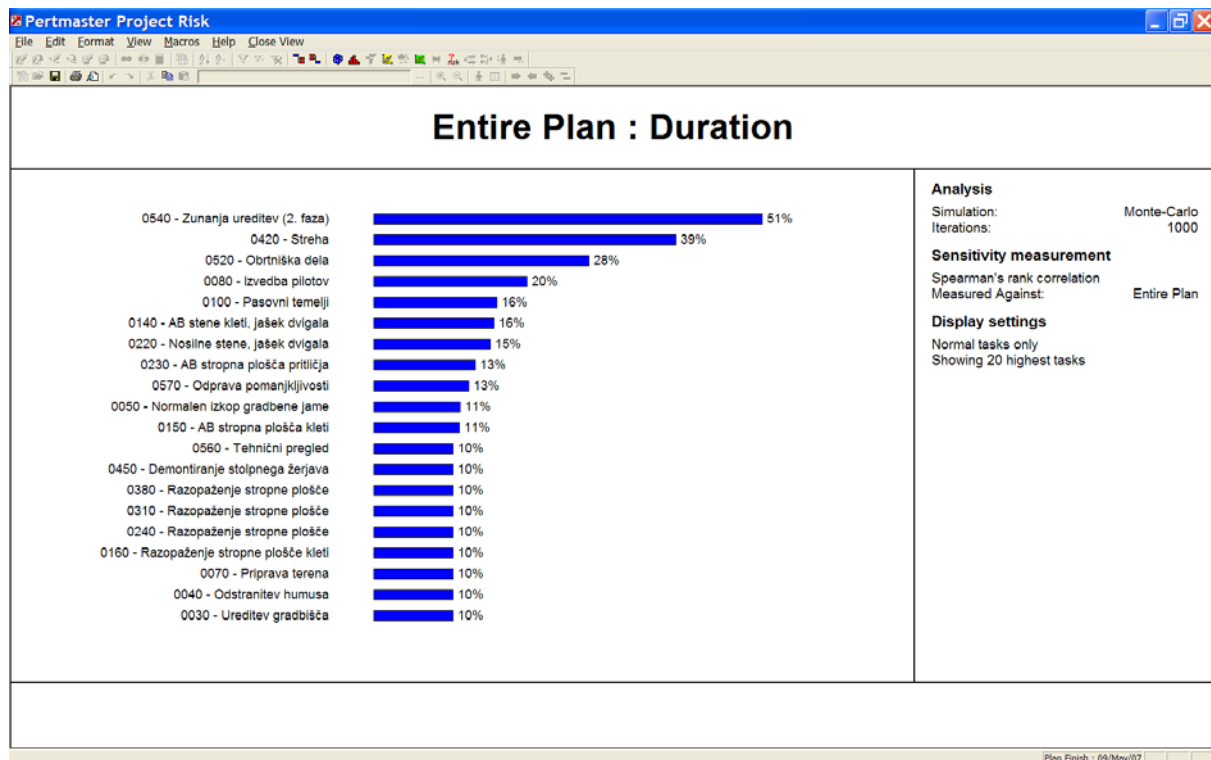 Pertmaster Project Risk
File Edit Format View Macros Help Close View
Entire Plan : Duration
0540 - Zunanja ureditev (2. faza) 51%
0420 - Streha 39%
0520 - Obrtniška dela 28%
0080 - Izvedba pilotov 20%
0100 - Pasovni temelji 16%
0140 - AB stene kleti, jašek dvigala 16%
0220 - Nosilne stene, jašek dvigala 15%
0230 - AB stropna plošča pritličja 13%
0570 - Odprava pomanjkljivosti 13%
0050 - Normalen izkop gradbene jame 11%
0150 - AB stropna plošča kleti 11%
0560 - Tehnični pregled 10%
0450 - Demontiranje stolpnega žerjava 10%
0380 - Razopaženje stropne plošče 10%
0310 - Razopaženje stropne plošče 10%
0240 - Razopaženje stropne plošče 10%
0160 - Razopaženje stropne plošče kleti 10%
0070 - Priprava terena 10%
0040 - Odstranitev humusa 10%
0030 - Ureditev gradbišča 10%
Analysis
Simulation: Monte-Carlo
Iterations: 1000
Sensitivity measurement
Spearman's rank correlation
Measured Against: Entire Plan
Display settings
Normal tasks only
Showing 20 highest tasks
Plan Finish : 09/May/07